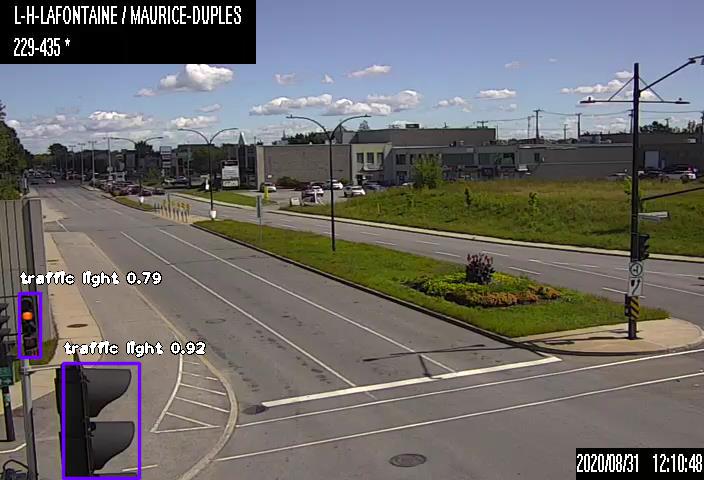 L-H-LAFONTAINE / MAURICE-DUPLES
229-435 *
traffic light 0.79
traffic light 0.92
2020/08/31 12:10:48